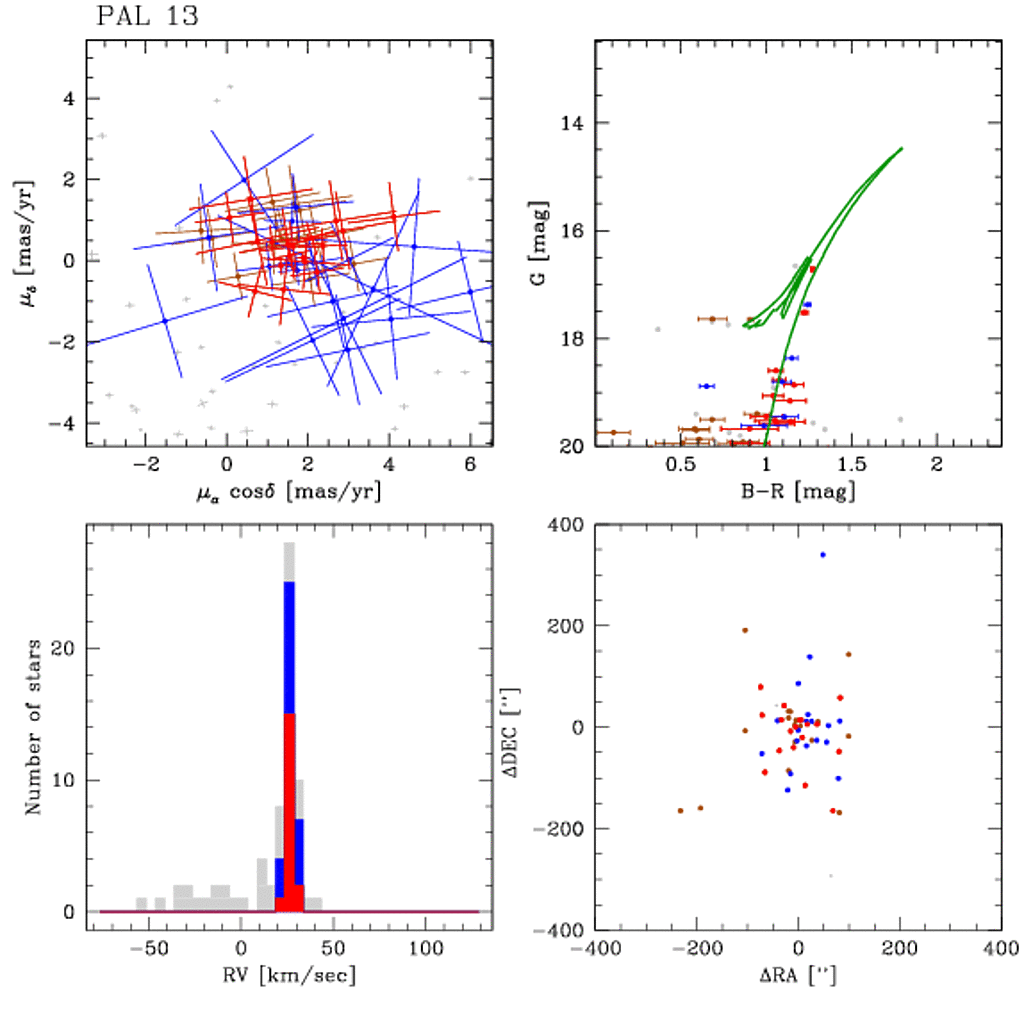 PAL 13
4
2
0
−2
−4
−2 0 2 4 6
μδ [mas/yr]
μα cosδ [mas/yr]
14
16
18
20
0.5 1 1.5 2
G [mag]
B−R [mag]
20
10
0
−50 0 50 100
Number of stars
RV [km/sec]
400
200
0
−200
−400
−400 −200 0 200 400
ΔDEC [″]
ΔRA [″]